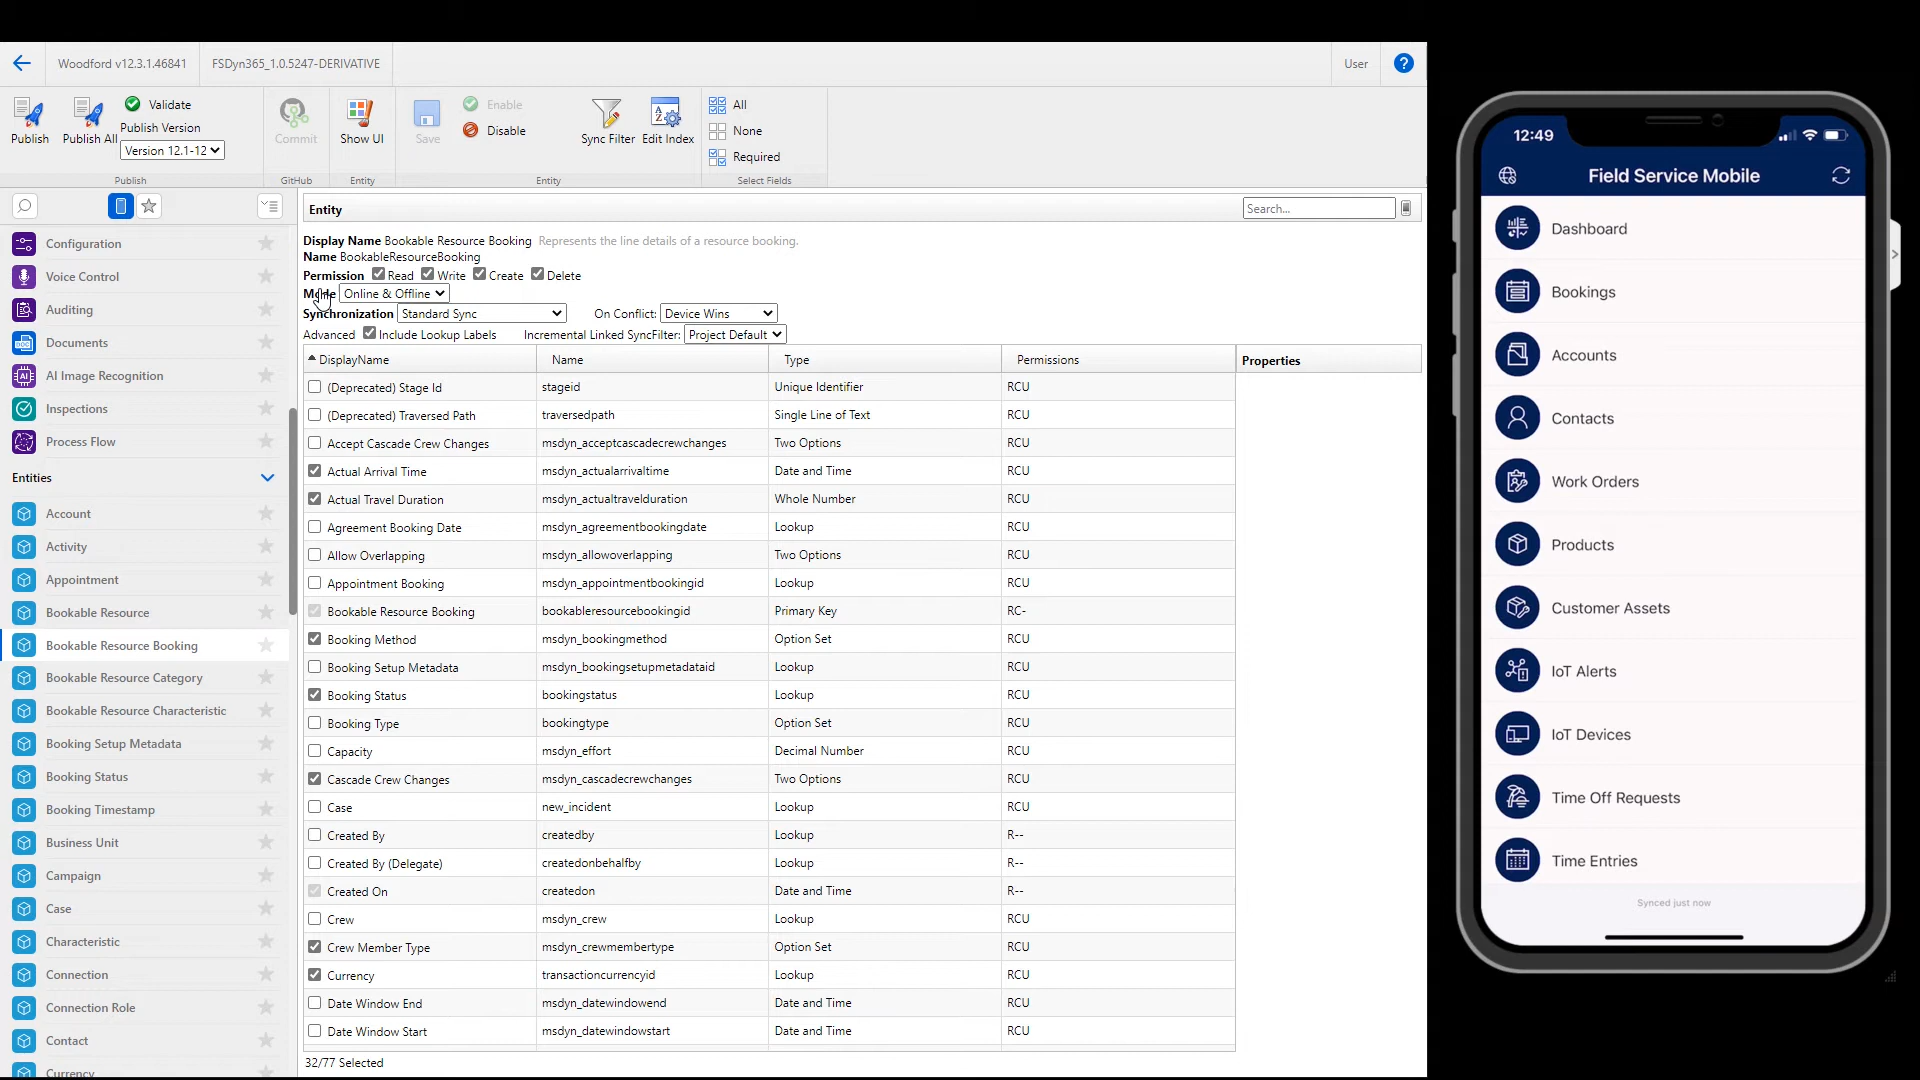 Woodford v12.3.1.46841
FSDyn365_1.0.5247-DERIVATIVE
User
?
Publish
Publish All
Validate
Publish Version
Version 12.1-12
Publish
Commit
GitHub
Show UI
Entity
Save
Enable
Disable
Sync Filter
Edit Index
Entity
All
None
Required
Select Fields
Configuration
Voice Control
Auditing
Documents
AI Image Recognition
Inspections
Process Flow
Entities
Account
Activity
Appointment
Bookable Resource
Bookable Resource Booking
Bookable Resource Category
Bookable Resource Characteristic
Booking Setup Metadata
Booking Status
Booking Timestamp
Business Unit
Campaign
Case
Characteristic
Connection
Connection Role
Contact
Currency
Entity
Search...
Display Name Bookable Resource Booking Represents the line details of a resource booking.
Name BookableResourceBooking
Permission Read Write Create Delete
Mode Online & Offline
Synchronization Standard Sync On Conflict: Device Wins
Advanced Include Lookup Labels Incremental Linked SyncFilter: Project Default
DisplayName Name Type Permissions Properties
(Deprecated) Stage Id stageid Unique Identifier RCU
(Deprecated) Traversed Path traversedpath Single Line of Text RCU
Accept Cascade Crew Changes msdyn_acceptcascadecrewchanges Two Options RCU
Actual Arrival Time msdyn_actualarrivaltime Date and Time RCU
Actual Travel Duration msdyn_actualtravelduration Whole Number RCU
Agreement Booking Date msdyn_agreementbookingdate Lookup RCU
Allow Overlapping msdyn_allowoverlapping Two Options RCU
Appointment Booking msdyn_appointmentbookingid Lookup RCU
Bookable Resource Booking bookableresourcebookingid Primary Key RC-
Booking Method msdyn_bookingmethod Option Set RCU
Booking Setup Metadata msdyn_bookingsetupmetadataid Lookup RCU
Booking Status bookingstatus Lookup RCU
Booking Type bookingtype Option Set RCU
Capacity msdyn_effort Decimal Number RCU
Cascade Crew Changes msdyn_cascadecrewchanges Two Options RCU
Case new_incident Lookup RCU
Created By createdby Lookup R--
Created By (Delegate) createdonbehalfby Lookup R--
Created On createdon Date and Time R--
Crew msdyn_crew Lookup RCU
Crew Member Type msdyn_crewmembertype Option Set RCU
Currency transactioncurrencyid Lookup RCU
Date Window End msdyn_datewindowend Date and Time RCU
Date Window Start msdyn_datewindowstart Date and Time RCU
32/77 Selected
12:49
Field Service Mobile
Dashboard
Bookings
Accounts
Contacts
Work Orders
Products
Customer Assets
IoT Alerts
IoT Devices
Time Off Requests
Time Entries
Synced just now